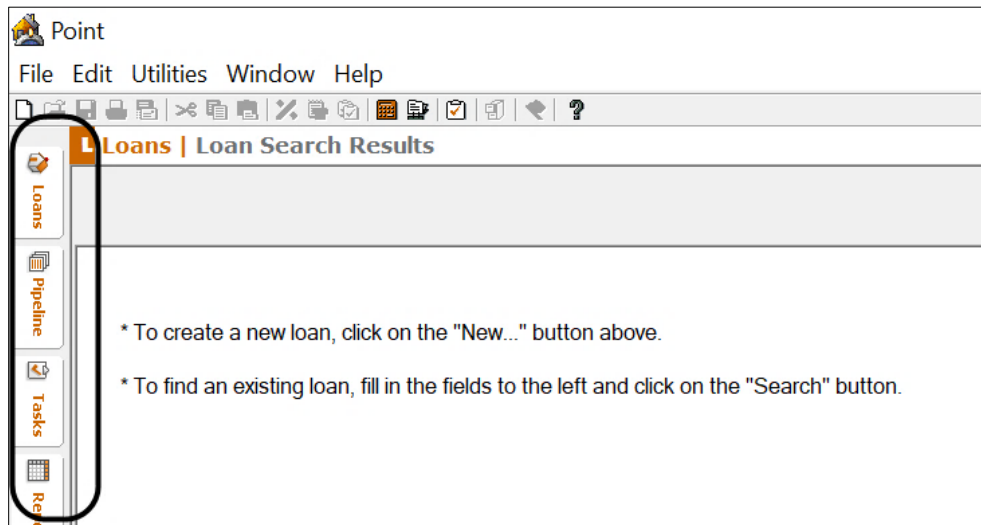 Point
File Edit Utilities Window Help
L Loans | Loan Search Results
Loans
Pipeline
Tasks
* To create a new loan, click on the "New..." button above.
* To find an existing loan, fill in the fields to the left and click on the "Search" button.